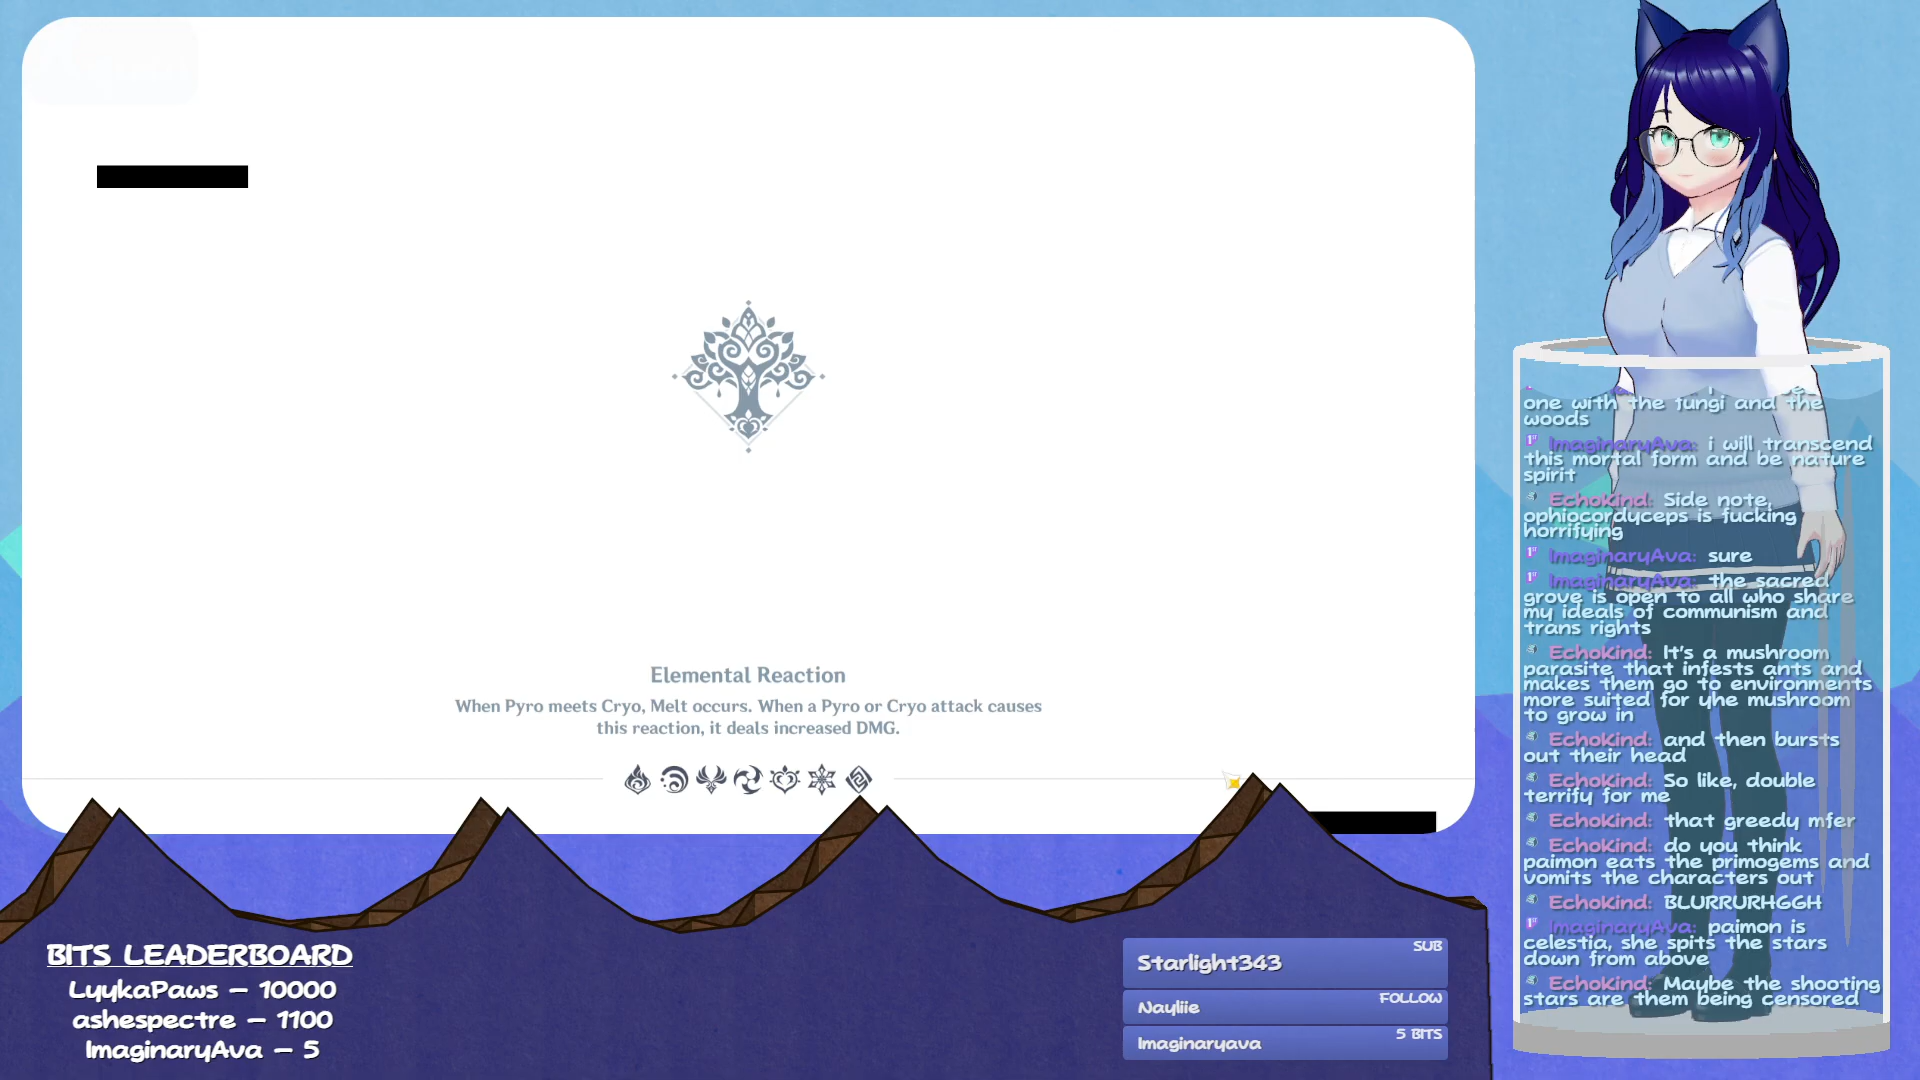 Elemental Reaction
When Pyro meets Cryo, Melt occurs. When a Pyro or Cryo attack causes
this reaction, it deals increased DMG.
BITS LEADERBOARD
LyykaPaws – 10000
ashespectre – 1100
ImaginaryAva – 5
SUB
Starlight343
FOLLOW
Nayliie
5 BITS
Imaginaryava
one with the fungi and the
woods
ImaginaryAva: i will transcend
this mortal form and be nature
spirit
EchoKind: Side note,
ophiocordyceps is fucking
horrifying
ImaginaryAva: sure
ImaginaryAva: the sacred
grove is open to all who share
my ideals of communism and
trans rights
EchoKind: It's a mushroom
parasite that infests ants and
makes them go to environments
more suited for yhe mushroom
to grow in
EchoKind: and then bursts
out their head
EchoKind: So like, double
terrify for me
EchoKind: that greedy mfer
EchoKind: do you think
paimon eats the primogems and
vomits the characters out
EchoKind: BLURRURHGGH
ImaginaryAva: paimon is
celestia, she spits the stars
down from above
EchoKind: Maybe the shooting
stars are them being censored